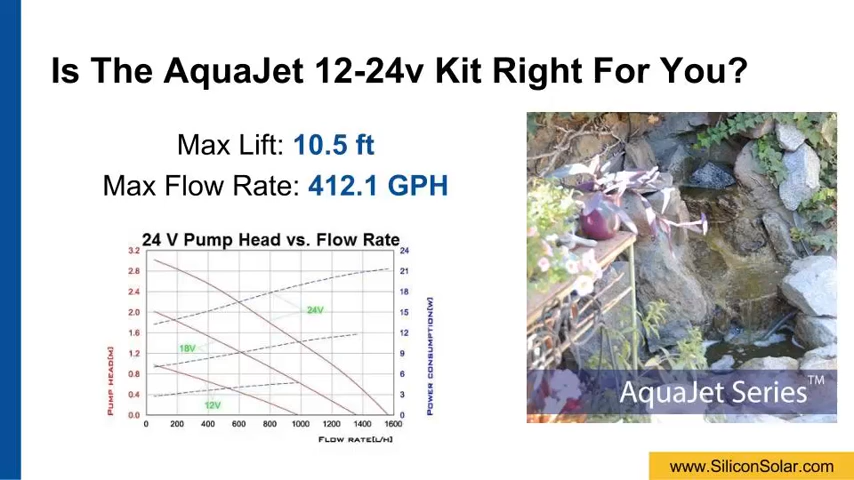 Is The AquaJet 12-24v Kit Right For You?
Max Lift: 10.5 ft
Max Flow Rate: 412.1 GPH
24 V Pump Head vs. Flow Rate
3.2
2.8
2.4
2.0
1.6
1.2
0.8
0.4
0.0
PUMP HEAD[M]
24V
18V
12V
24
21
18
15
12
9
6
3
0
POWER CONSUMPTION[W]
0 200 400 600 800 1000 1200 1400 1600
FLOW RATE[L/H]
AquaJet Series™
www.SiliconSolar.com